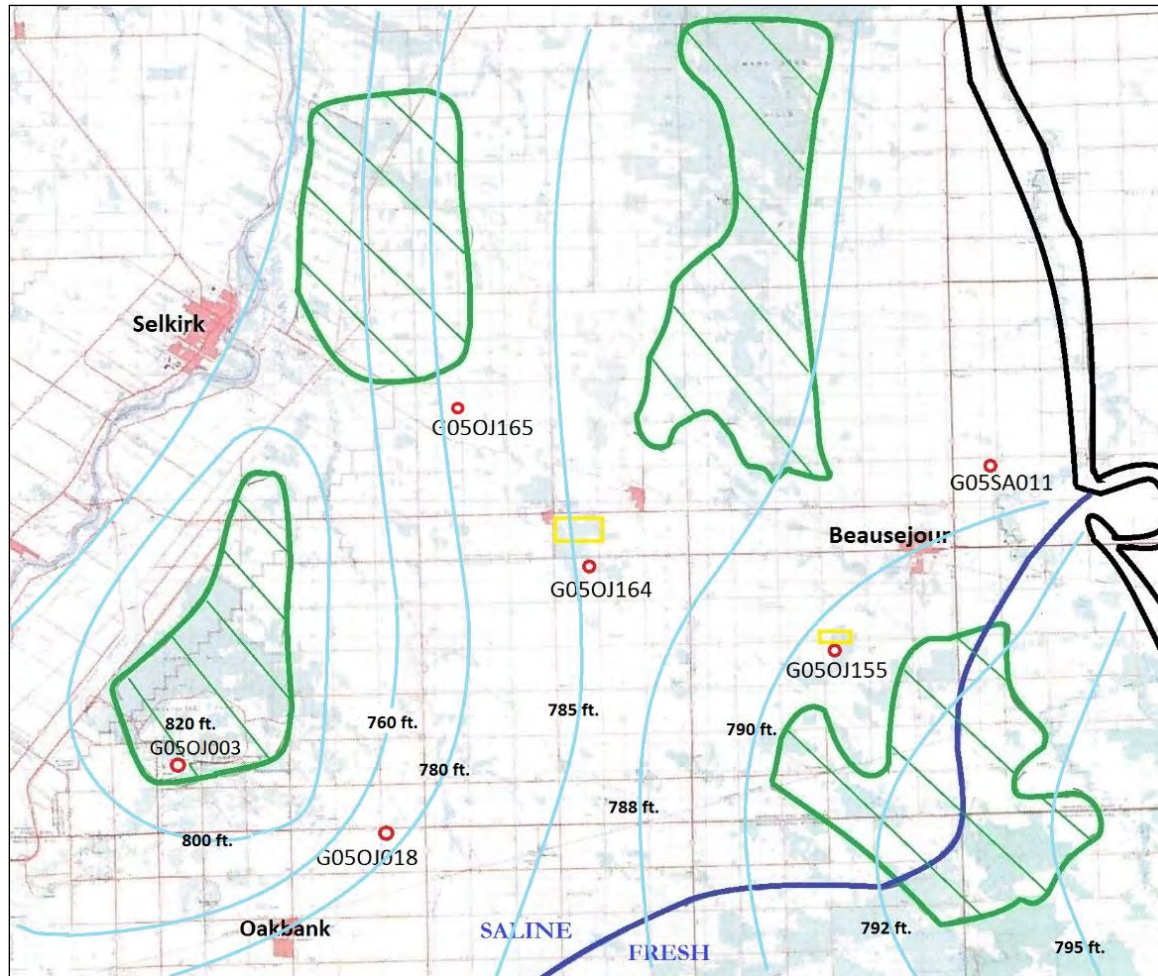 Selkirk
G05OJ165
G05SA011
Beausejour
G05OJ164
G05OJ155
820 ft.
760 ft.
785 ft.
790 ft.
G05OJ003
780 ft.
788 ft.
800 ft.
G05OJ018
Oakbank
SALINE
792 ft.
795 ft.
FRESH